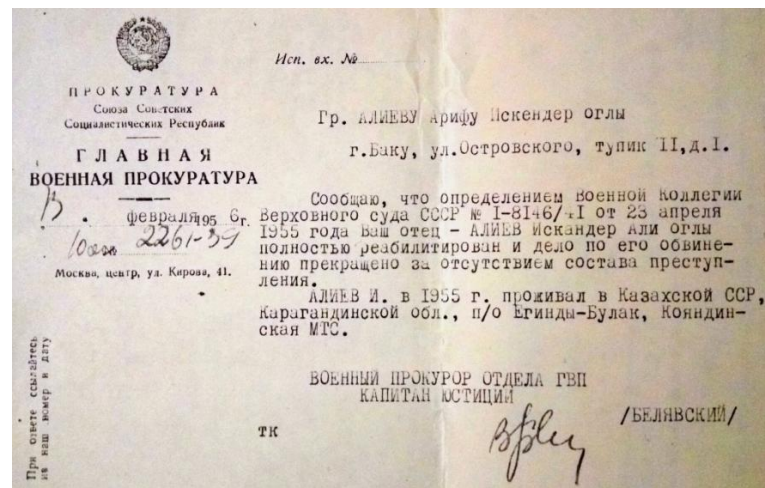 Исп. вх. №
ПРОКУРАТУРА
Союза Советских
Социалистических Республик
ГЛАВНАЯ
ВОЕННАЯ ПРОКУРАТУРА
13 . февраля 1956 г.
2261-39
Москва, центр, ул. Кирова, 41.
При ответе ссылайтесь
на наш номер и дату
Гр. АЛИЕВУ Арифу Искендер оглы
г.Баку, ул.Островского, тупик II, д.I.
Сообщаю, что определением Военной Коллегии
Верховного суда СССР № I-8146/41 от 23 апреля
1955 года Ваш отец - АЛИЕВ Искандер Али оглы
полностью реабилитирован и дело по его обвине-
нию прекращено за отсутствием состава преступ-
ления.
АЛИЕВ И. в 1955 г. проживал в Казахской ССР,
Карагандинской обл., п/о Егинды-Булак, Кояндин-
ская МТС.
ВОЕННЫЙ ПРОКУРОР ОТДЕЛА ГВП
КАПИТАН ЮСТИЦИИ
/БЕЛЯВСКИЙ/
ТК